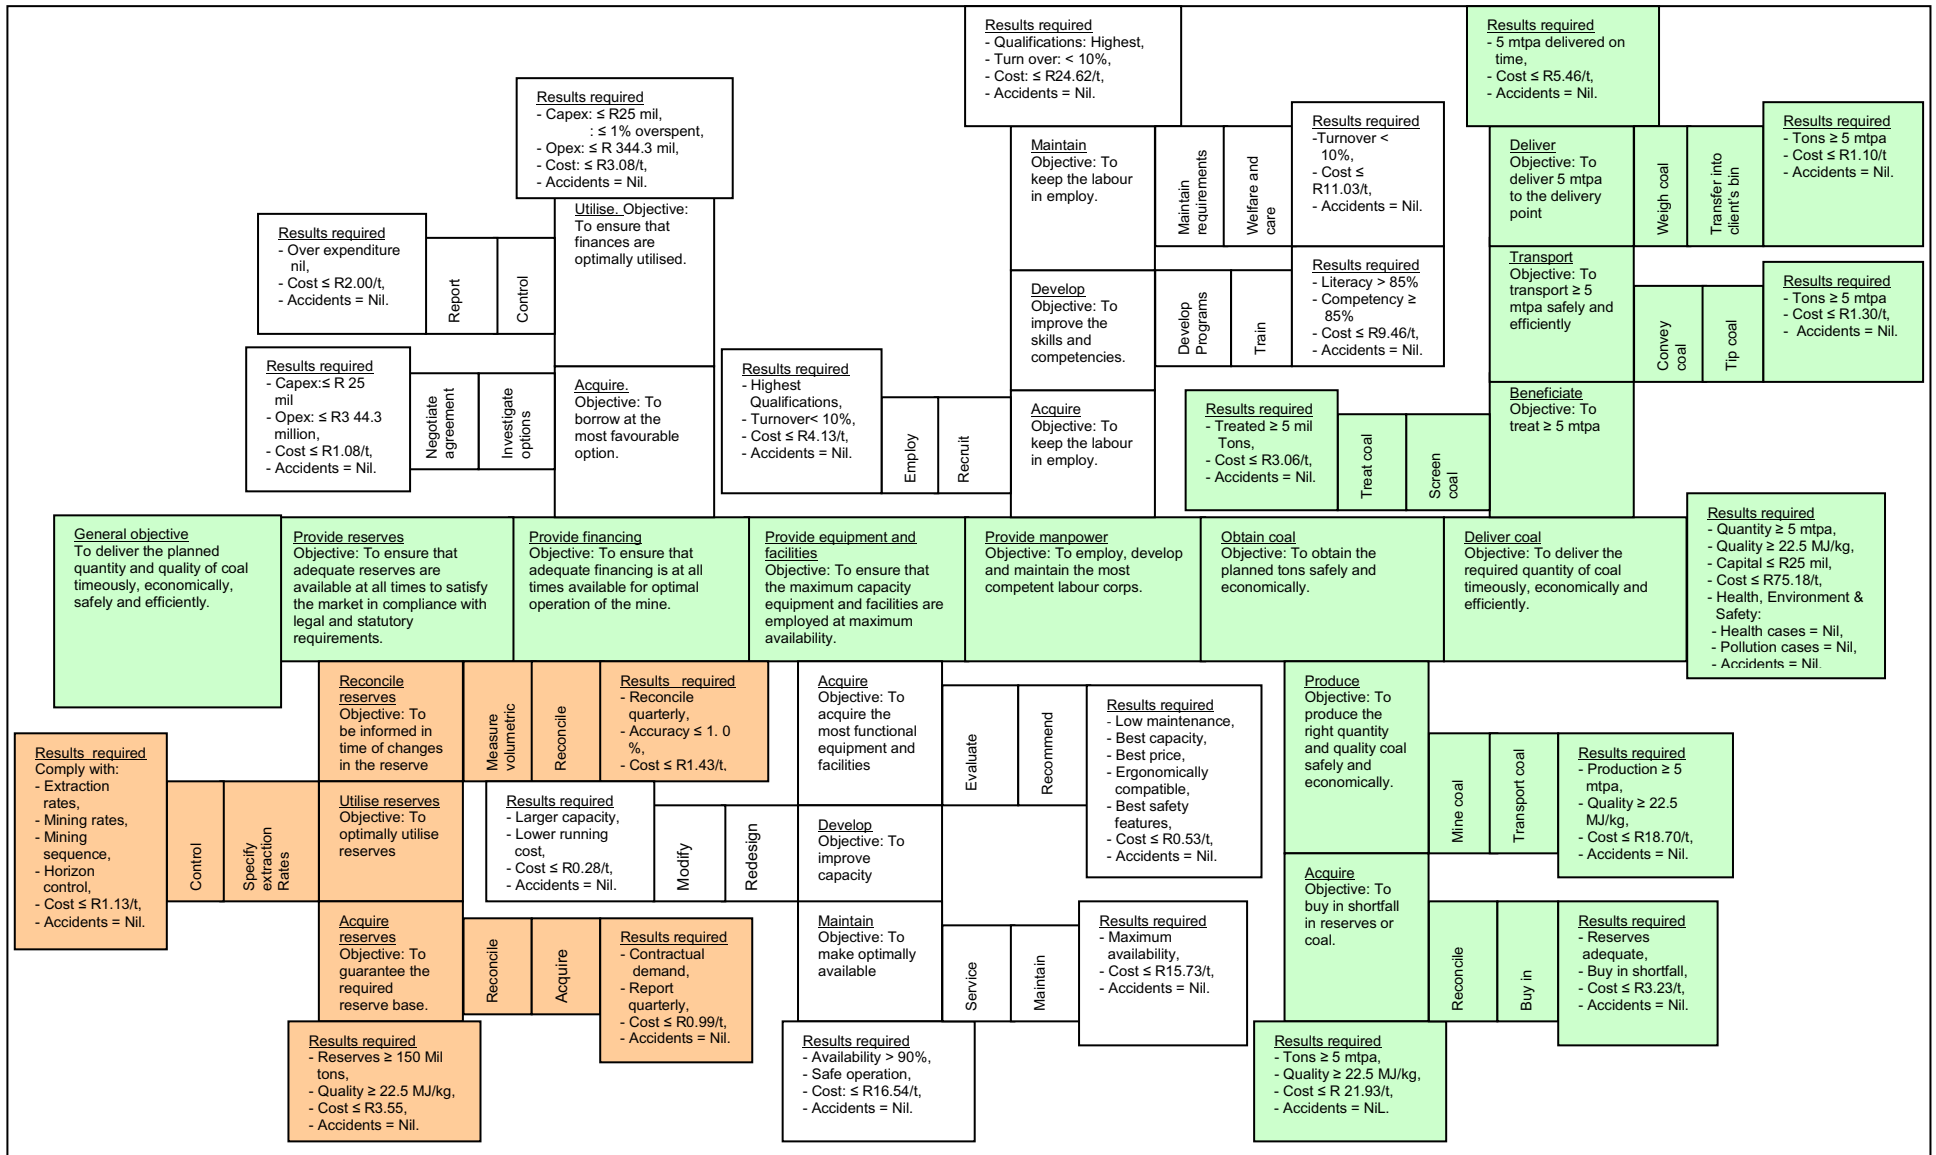 Results required
- Qualifications: Highest,
- Turn over: < 10%,
- Cost: ≤ R24.62/t,
- Accidents = Nil.
Results required
- 5 mtpa delivered on
time,
- Cost ≤ R5.46/t,
- Accidents = Nil.
Results required
- Capex: ≤ R25 mil,
: ≤ 1% overspent,
- Opex: ≤ R 344.3 mil,
- Cost: ≤ R3.08/t,
- Accidents = Nil.
Maintain
Objective: To
keep the labour
in employ.
Maintain
requirements
Welfare and
care
Results required
-Turnover <
10%,
- Cost ≤
R11.03/t,
- Accidents = Nil.
Deliver
Objective: To
deliver 5 mtpa
to the delivery
point
Weigh coal
Transfer into
client's bin
Results required
- Tons ≥ 5 mtpa
- Cost ≤ R1.10/t
- Accidents = Nil.
Results required
- Over expenditure
nil,
- Cost ≤ R2.00/t,
- Accidents = Nil.
Report
Control
Utilise. Objective:
To ensure that
finances are
optimally utilised.
Develop
Objective: To
improve the
skills and
competencies.
Develop
Programs
Train
Results required
- Literacy > 85%
- Competency ≥
85%
- Cost ≤ R9.46/t,
- Accidents = Nil.
Transport
Objective: To
transport ≥ 5
mtpa safely and
efficiently
Convey
coal
Tip coal
Results required
- Tons ≥ 5 mtpa
- Cost ≤ R1.30/t,
- Accidents = Nil.
Results required
- Capex:≤ R 25
mil
- Opex: ≤ R3 44.3
million,
- Cost ≤ R1.08/t,
- Accidents = Nil.
Negotiate
agreement
Investigate
options
Acquire.
Objective: To
borrow at the
most favourable
option.
Results required
- Highest
Qualifications,
- Turnover< 10%,
- Cost ≤ R4.13/t,
- Accidents = Nil.
Employ
Recruit
Acquire
Objective: To
keep the labour
in employ.
Results required
- Treated ≥ 5 mil
Tons,
- Cost ≤ R3.06/t,
- Accidents = Nil.
Treat coal
Screen
coal
Beneficiate
Objective: To
treat ≥ 5 mtpa
General objective
To deliver the planned
quantity and quality of coal
timeously, economically,
safely and efficiently.
Provide reserves
Objective: To ensure that
adequate reserves are
available at all times to satisfy
the market in compliance with
legal and statutory
requirements.
Provide financing
Objective: To ensure that
adequate financing is at all
times available for optimal
operation of the mine.
Provide equipment and
facilities
Objective: To ensure that
the maximum capacity
equipment and facilities are
employed at maximum
availability.
Provide manpower
Objective: To employ, develop
and maintain the most
competent labour corps.
Obtain coal
Objective: To obtain the
planned tons safely and
economically.
Deliver coal
Objective: To deliver the
required quantity of coal
timeously, economically and
efficiently.
Results required
- Quantity ≥ 5 mtpa,
- Quality ≥ 22.5 MJ/kg,
- Capital ≤ R25 mil,
- Cost ≤ R75.18/t,
- Health, Environment &
Safety:
- Health cases = Nil,
- Pollution cases = Nil,
- Accidents = Nil.
Results required
Comply with:
- Extraction
rates,
- Mining rates,
- Mining
sequence,
- Horizon
control,
- Cost ≤ R1.13/t,
- Accidents = Nil.
Control
Specify
extraction
Rates
Reconcile
reserves
Objective: To
be informed in
time of changes
in the reserve
Measure
volumetric
Reconcile
Results required
- Reconcile
quarterly,
- Accuracy ≤ 1. 0
%,
- Cost ≤ R1.43/t,
Utilise reserves
Objective: To
optimally utilise
reserves
Acquire
reserves
Objective: To
guarantee the
required
reserve base.
Reconcile
Acquire
Results required
- Contractual
demand,
- Report
quarterly,
- Cost ≤ R0.99/t,
- Accidents = Nil.
Results required
- Reserves ≥ 150 Mil
tons,
- Quality ≥ 22.5 MJ/kg,
- Cost ≤ R3.55,
- Accidents = Nil.
Acquire
Objective: To
acquire the
most functional
equipment and
facilities
Evaluate
Recommend
Results required
- Low maintenance,
- Best capacity,
- Best price,
- Ergonomically
compatible,
- Best safety
features,
- Cost ≤ R0.53/t,
- Accidents = Nil.
Results required
- Larger capacity,
- Lower running
cost,
- Cost ≤ R0.28/t,
- Accidents = Nil.
Modify
Redesign
Develop
Objective: To
improve
capacity
Maintain
Objective: To
make optimally
available
Service
Maintain
Results required
- Maximum
availability,
- Cost ≤ R15.73/t,
- Accidents = Nil.
Results required
- Availability > 90%,
- Safe operation,
- Cost: ≤ R16.54/t,
- Accidents = Nil.
Produce
Objective: To
produce the
right quantity
and quality coal
safely and
economically.
Mine coal
Transport coal
Results required
- Production ≥ 5
mtpa,
- Quality ≥ 22.5
MJ/kg,
- Cost ≤ R18.70/t,
- Accidents = Nil.
Acquire
Objective: To
buy in shortfall
in reserves or
coal.
Reconcile
Buy in
Results required
- Reserves
adequate,
- Buy in shortfall,
- Cost ≤ R3.23/t,
- Accidents = Nil.
Results required
- Tons ≥ 5 mtpa,
- Quality ≥ 22.5 MJ/kg,
- Cost ≤ R 21.93/t,
- Accidents = NiL.